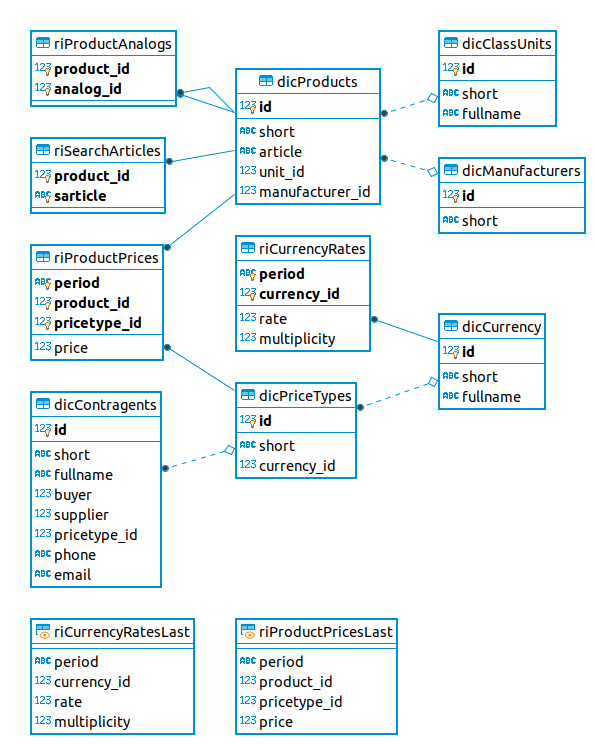 riProductAnalogs
123 product_id
123 analog_id
riSearchArticles
123 product_id
ABC sarticle
riProductPrices
ABC period
123 product_id
123 pricetype_id
123 price
dicContragents
123 id
ABC short
ABC fullname
123 buyer
123 supplier
123 pricetype_id
ABC phone
ABC email
riCurrencyRatesLast
ABC period
123 currency_id
123 rate
123 multiplicity
dicProducts
123 id
ABC short
ABC article
123 unit_id
123 manufacturer_id
riCurrencyRates
ABC period
123 currency_id
123 rate
123 multiplicity
dicPriceTypes
123 id
ABC short
123 currency_id
riProductPricesLast
ABC period
123 product_id
123 pricetype_id
123 price
dicClassUnits
123 id
ABC short
ABC fullname
dicManufacturers
123 id
ABC short
dicCurrency
123 id
ABC short
ABC fullname